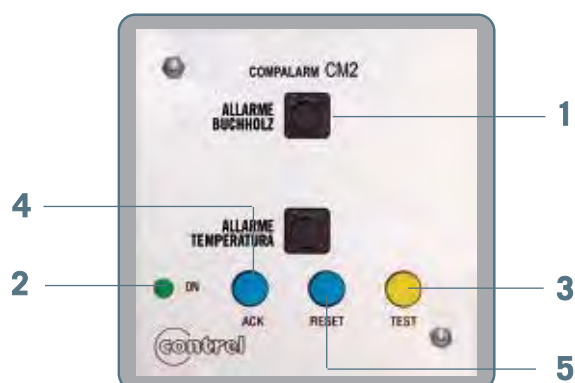 COMPALARM CM2
ALLARME
BUCHHOLZ
1
4
ALLARME
TEMPERATURA
2
ON
3
ACK
RESET
TEST
contrel
5